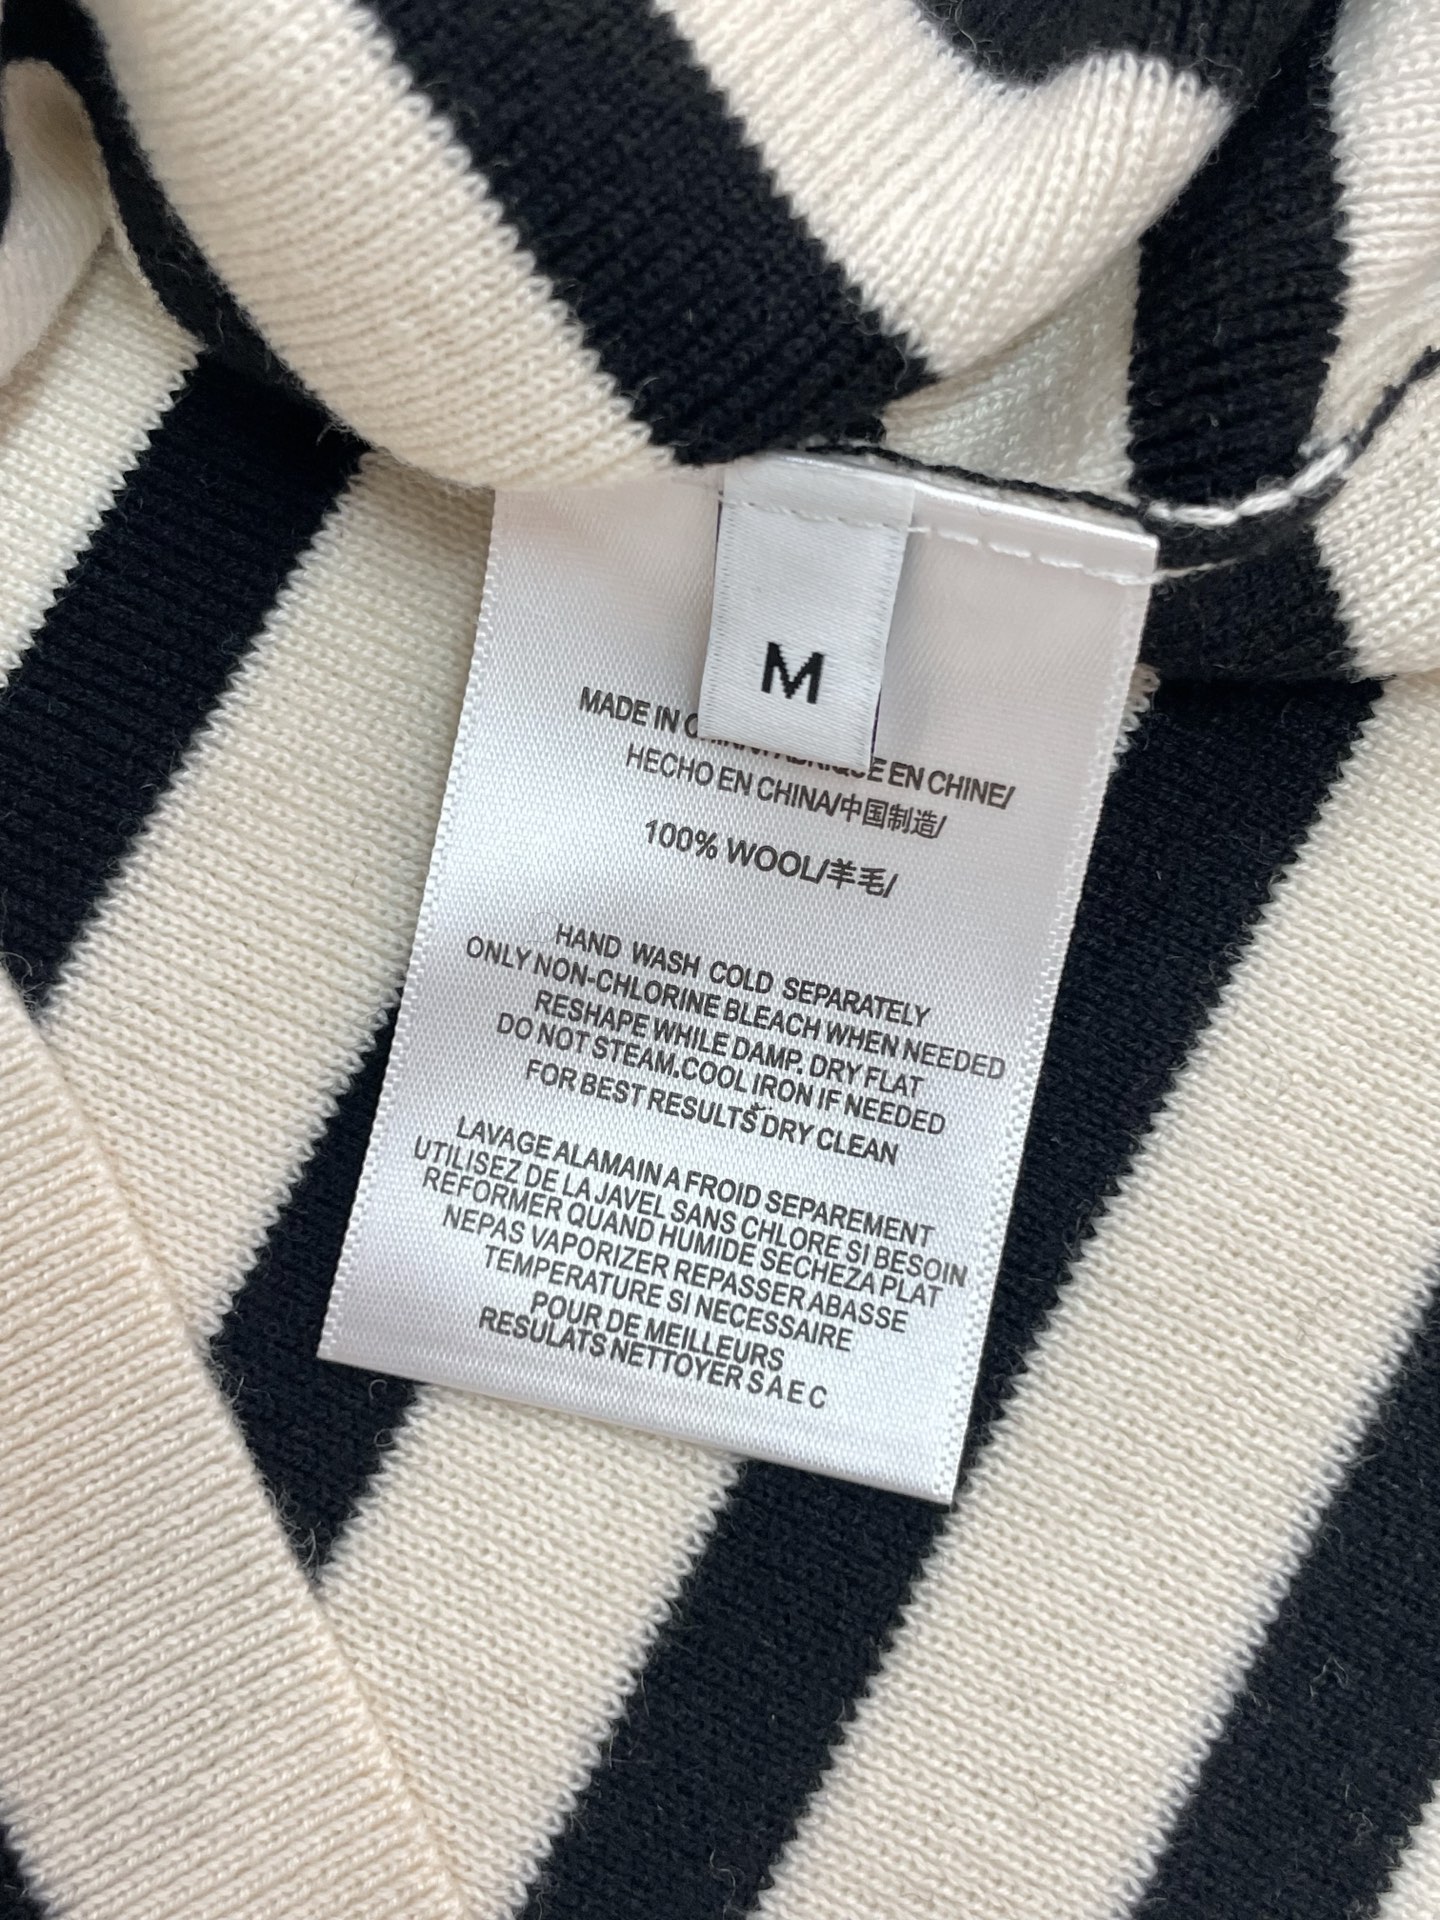 M
MADE IN CHINA/FABRIQUE EN CHINE/
HECHO EN CHINA/中国制造/
100% WOOL/羊毛/
HAND WASH COLD SEPARATELY
ONLY NON-CHLORINE BLEACH WHEN NEEDED
RESHAPE WHILE DAMP. DRY FLAT
DO NOT STEAM.COOL IRON IF NEEDED
FOR BEST RESULTS DRY CLEAN
LAVAGE ALAMAIN A FROID SEPAREMENT
UTILISEZ DE LA JAVEL SANS CHLORE SI BESOIN
REFORMER QUAND HUMIDE SECHEZA PLAT
NEPAS VAPORIZER REPASSER ABASSE
TEMPERATURE SI NECESSAIRE
POUR DE MEILLEURS
RESULATS NETTOYER S A E C